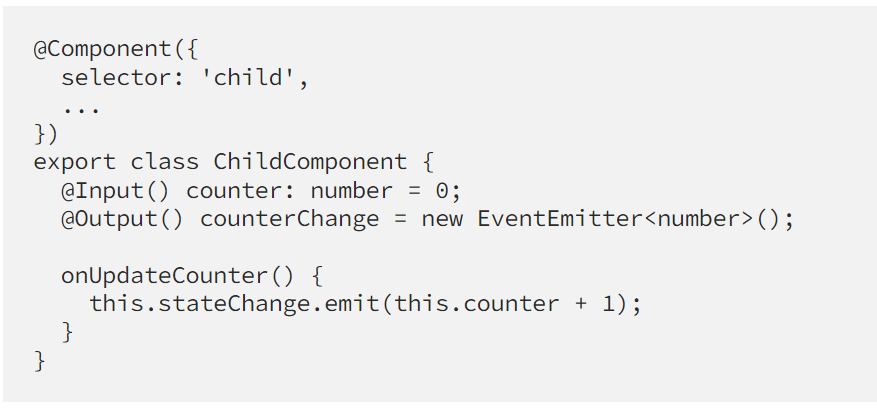 @Component({
  selector: 'child',
  ...
})
export class ChildComponent {
  @Input() counter: number = 0;
  @Output() counterChange = new EventEmitter<number>();

  onUpdateCounter() {
    this.stateChange.emit(this.counter + 1);
  }
}